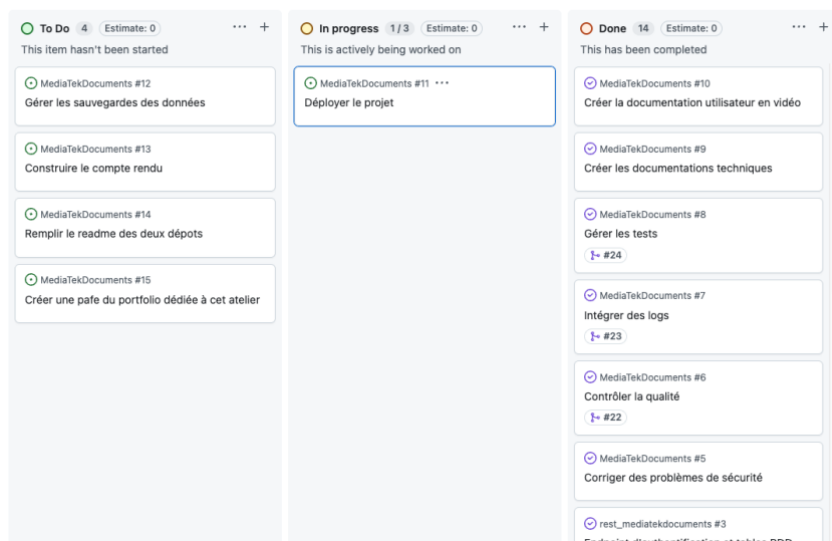 To Do 4 Estimate: 0
This item hasn't been started
MediaTekDocuments #12
Gérer les sauvegardes des données
MediaTekDocuments #13
Construire le compte rendu
MediaTekDocuments #14
Remplir le readme des deux dépots
MediaTekDocuments #15
Créer une pafe du portfolio dédiée à cet atelier
In progress 1 / 3 Estimate: 0
This is actively being worked on
MediaTekDocuments #11
Déployer le projet
Done 14 Estimate: 0
This has been completed
MediaTekDocuments #10
Créer la documentation utilisateur en vidéo
MediaTekDocuments #9
Créer les documentations techniques
MediaTekDocuments #8
Gérer les tests
#24
MediaTekDocuments #7
Intégrer des logs
#23
MediaTekDocuments #6
Contrôler la qualité
#22
MediaTekDocuments #5
Corriger des problèmes de sécurité
rest_mediatekdocuments #3